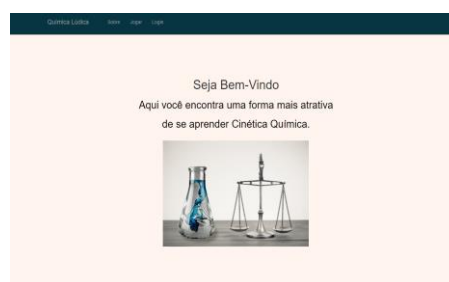 Química Lúdica Sobre Jogar Login
Seja Bem-Vindo
Aqui você encontra uma forma mais atrativa
de se aprender Cinética Química.